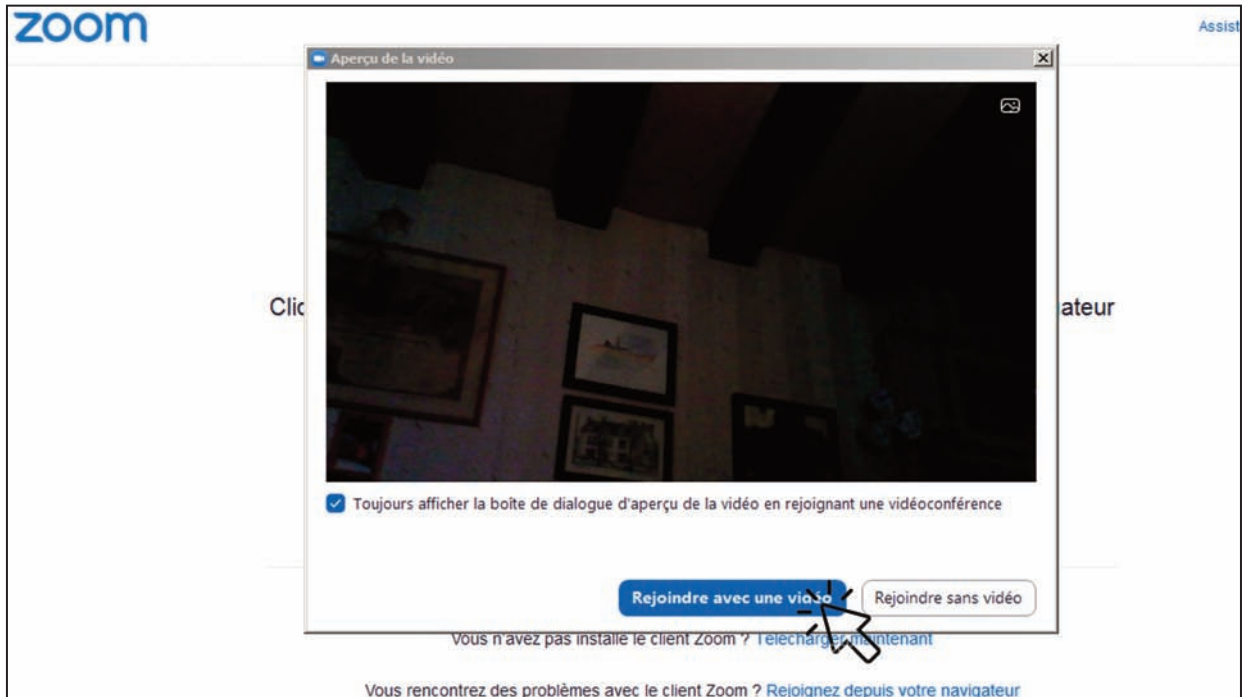 zoom
Assist
Aperçu de la vidéo
Clic
ateur
Toujours afficher la boîte de dialogue d'aperçu de la vidéo en rejoignant une vidéoconférence
Rejoindre avec une vidéo
Rejoindre sans vidéo
Vous n'avez pas installé le client Zoom ? Télécharger maintenant
Vous rencontrez des problèmes avec le client Zoom ? Rejoignez depuis votre navigateur